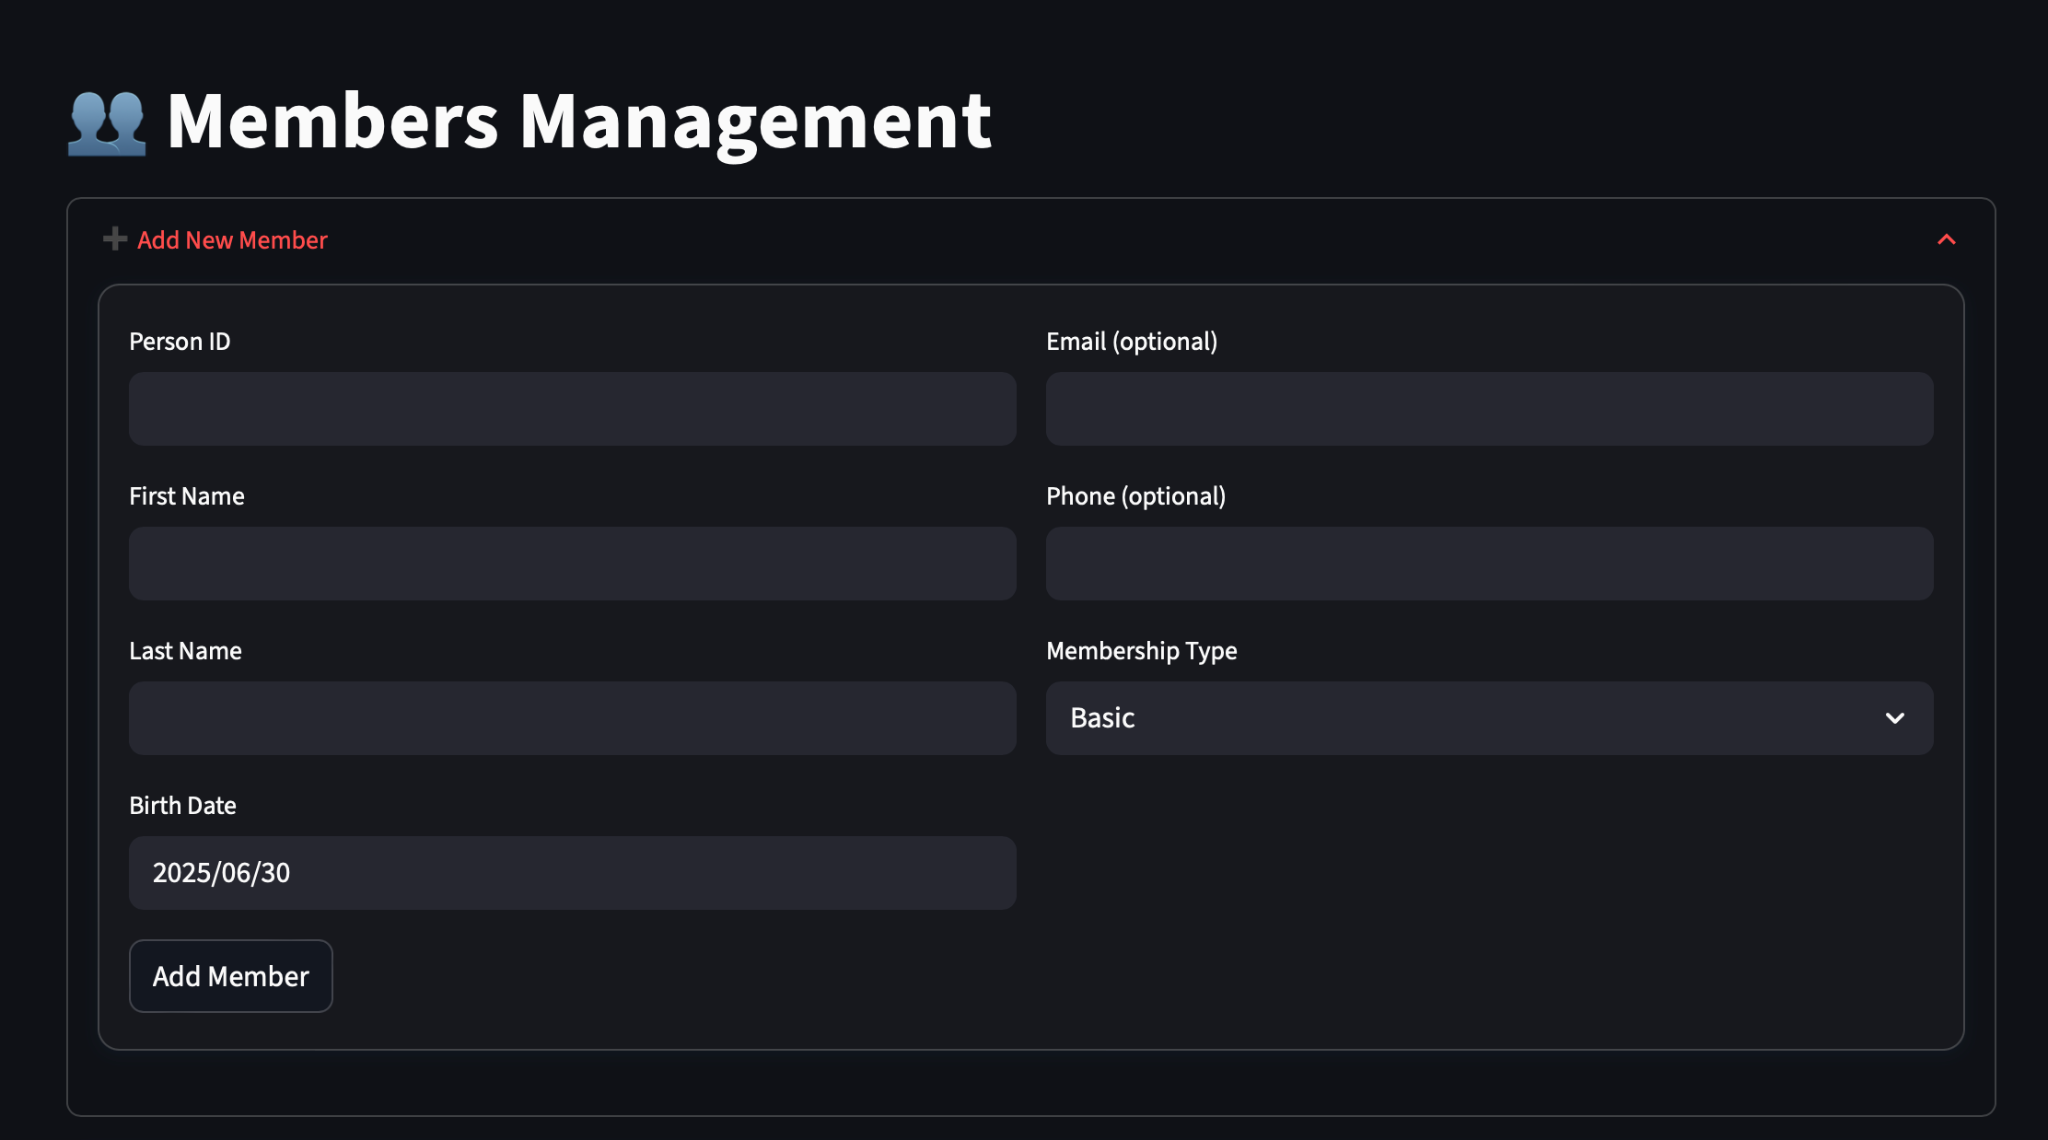 Members Management
Add New Member
Person ID
Email (optional)
First Name
Phone (optional)
Last Name
Membership Type
Basic
Birth Date
2025/06/30
Add Member